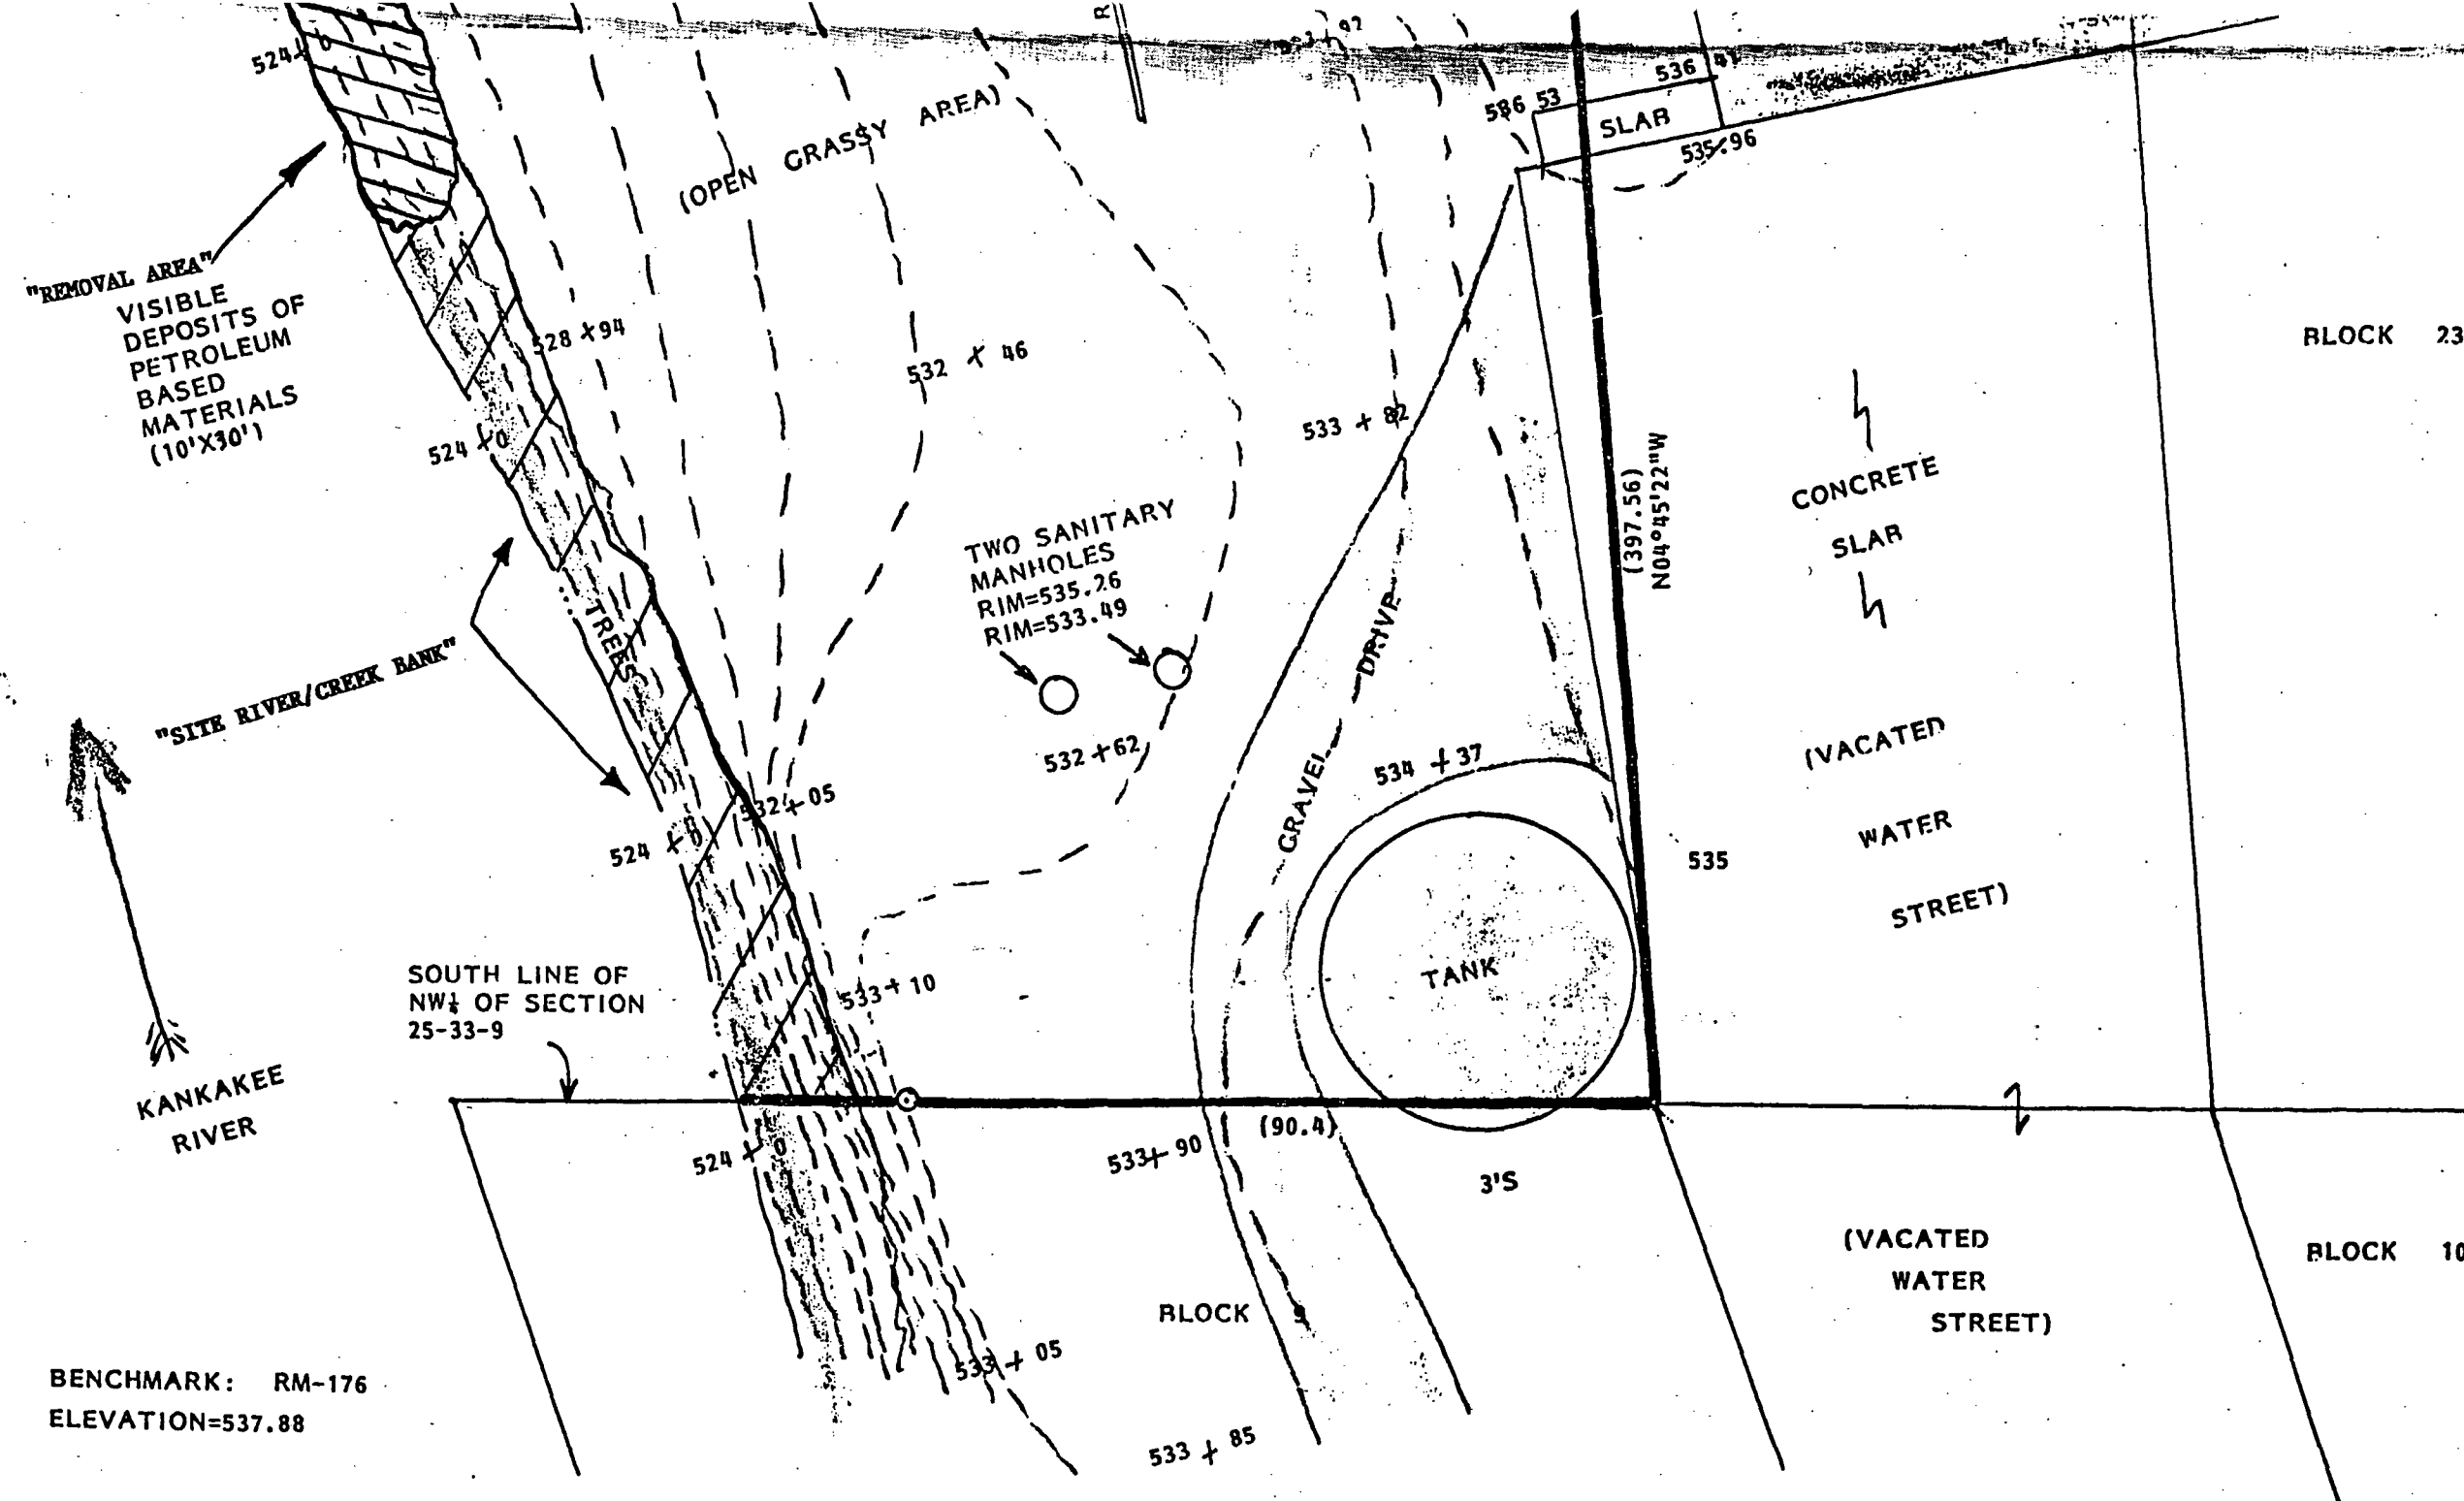 R
524+0
(OPEN GRASSY AREA)
536 41
536 53
SLAB
535.96
"REMOVAL AREA"
VISIBLE
DEPOSITS OF
PETROLEUM
BASED
MATERIALS
(10'X30')
528+94
532 + 46
533 + 82
524+0
BLOCK 23
(397.56)
N04°45'22"W
CONCRETE
SLAB
TWO SANITARY
MANHOLES
RIM=535.26
RIM=533.49
TREES
"SITE RIVER/CREEK BANK"
GRAVEL DRIVE
532+62
534 +37
532+05
524 +0
(VACATED
WATER
STREET)
535
TANK
533+10
SOUTH LINE OF
NW¼ OF SECTION
25-33-9
KANKAKEE
RIVER
524+0
533+90
(90.4)
3'S
(VACATED
WATER
STREET)
BLOCK 10
BLOCK
533 + 05
533 + 85
BENCHMARK: RM-176
ELEVATION=537.88